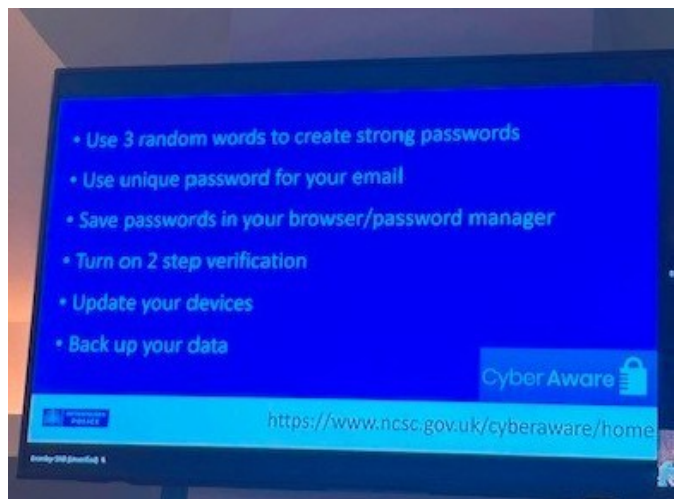 • Use 3 random words to create strong passwords
• Use unique password for your email
• Save passwords in your browser/password manager
• Turn on 2 step verification
• Update your devices
• Back up your data
Cyber Aware
METROPOLITAN
POLICE
https://www.ncsc.gov.uk/cyberaware/home